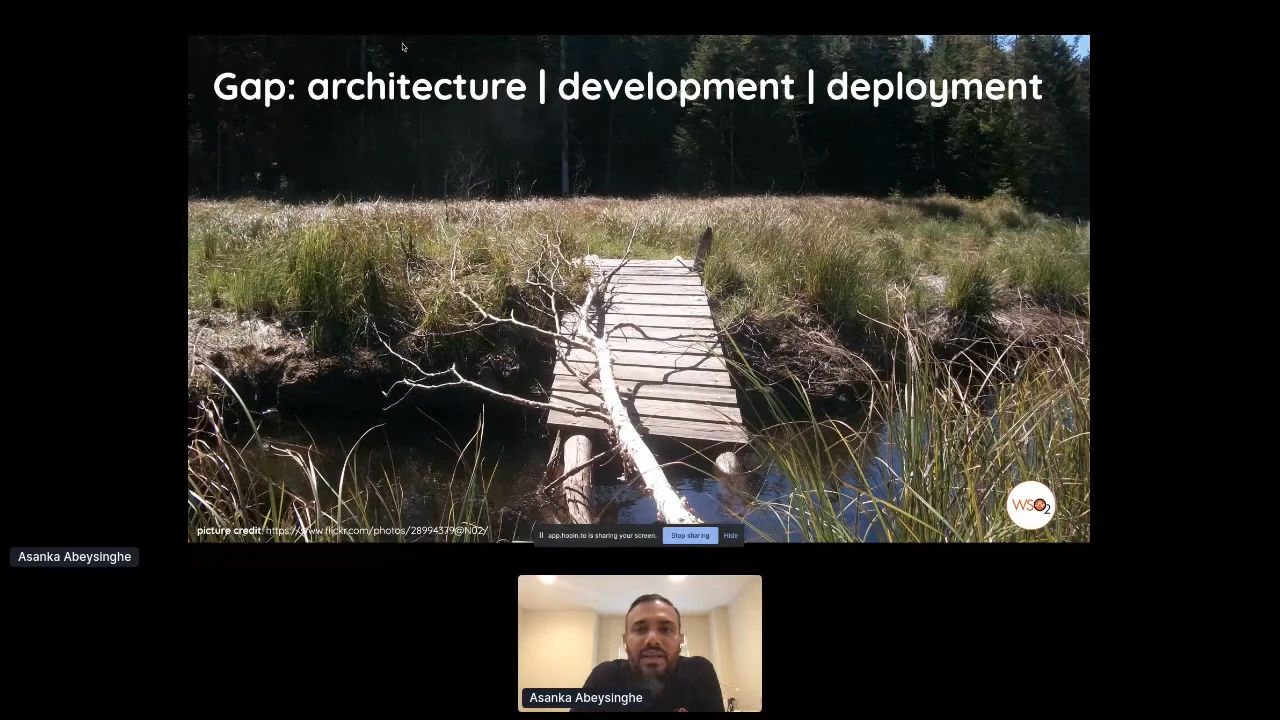 Gap: architecture | development | deployment
WSO2
picture credit: https://www.flickr.com/photos/28994379@N02/
app.hopin.to is sharing your screen. Stop sharing Hide
Asanka Abeysinghe
Asanka Abeysinghe